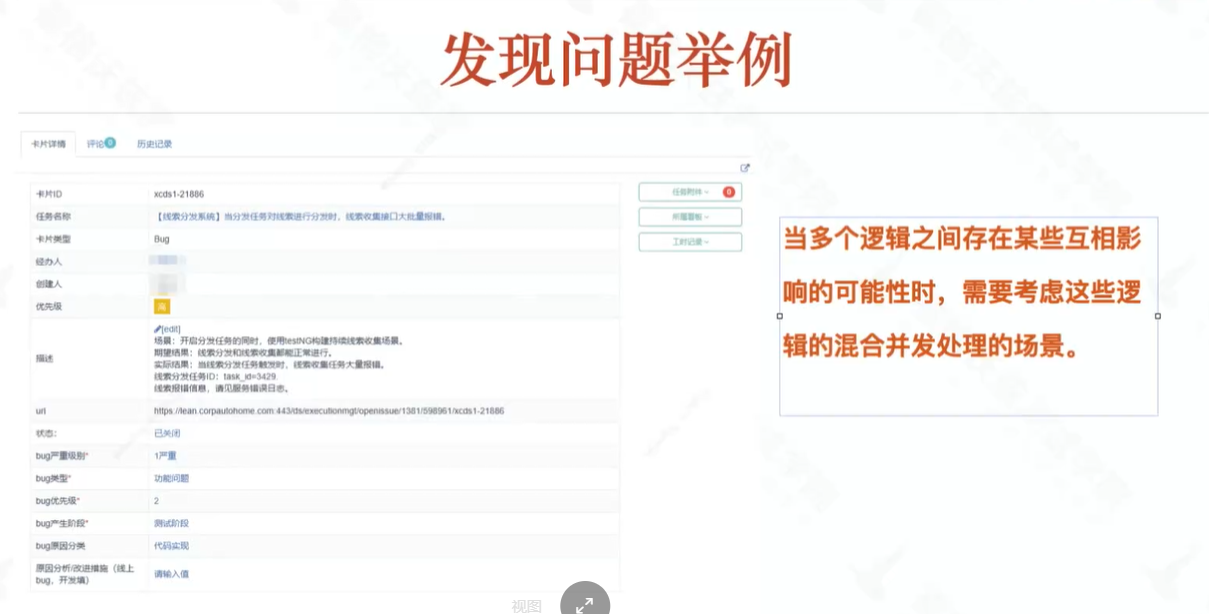 发现问题举例
卡片详情 评论 0 历史记录
卡片ID xcds1-21886
任务名称 【线索分发系统】当分发任务对线索进行分发时，线索收集接口大批量报错。
卡片类型 Bug
经办人
创建人
优先级 高
描述
[edit]
场景：开启分发任务的同时，使用testNG构建持续线索收集场景。
期望结果：线索分发和线索收集都能正常进行。
实际结果：当线索分发任务触发时，线索收集任务大量报错。
线索分发任务ID：task_id=3429.
线索报错信息，请见服务错误日志。
url https://lean.corpautohome.com:443/ds/executionmgt/openissue/1381/598961/xcds1-21886
状态： 已关闭
bug严重级别* 1严重
bug类型* 功能问题
bug优先级* 2
bug产生阶段* 测试阶段
bug原因分类 代码实现
原因分析/改进措施（线上
bug，开发填） 请输入值
任务附件 0
所属看板
工时记录
当多个逻辑之间存在某些互相影
响的可能性时，需要考虑这些逻
辑的混合并发处理的场景。
视图